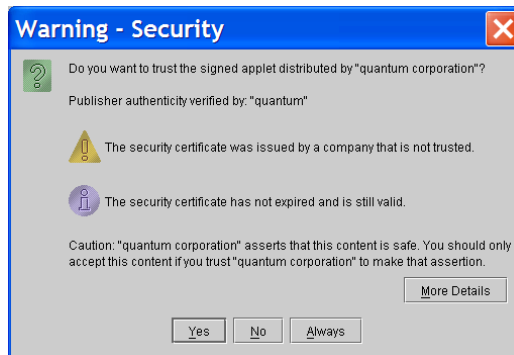 Warning - Security
Do you want to trust the signed applet distributed by "quantum corporation"?
Publisher authenticity verified by: "quantum"
The security certificate was issued by a company that is not trusted.
The security certificate has not expired and is still valid.
Caution: "quantum corporation" asserts that this content is safe. You should only
accept this content if you trust "quantum corporation" to make that assertion.
More Details
Yes No Always